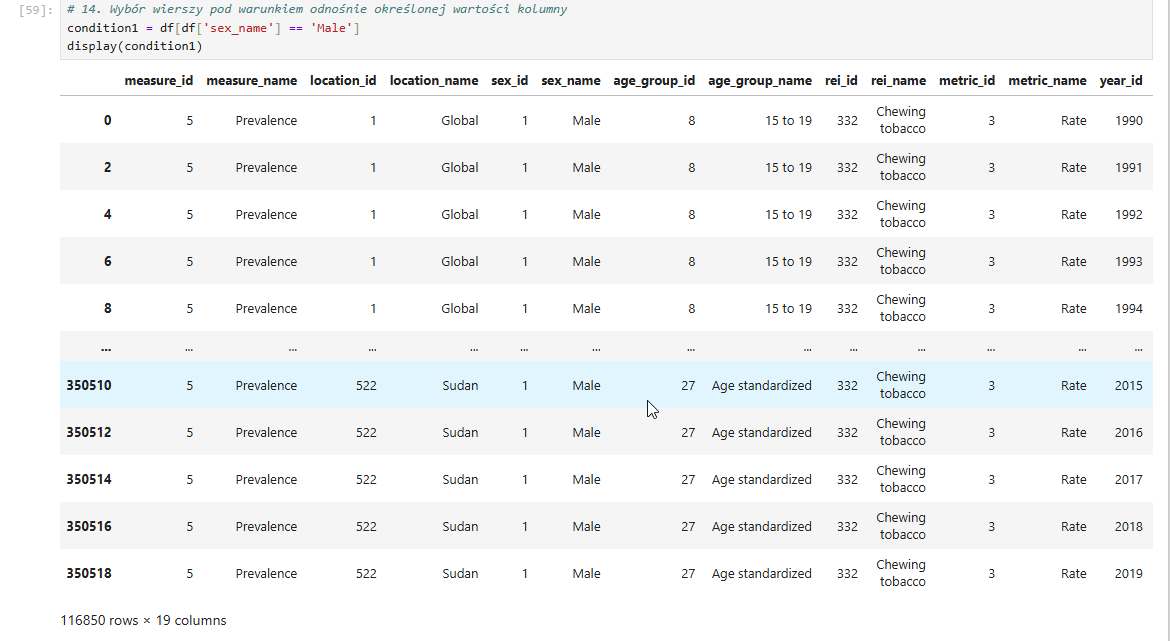 [59]: # 14. Wybór wierszy pod warunkiem odnośnie określonej wartości kolumny
condition1 = df[df['sex_name'] == 'Male']
display(condition1)
measure_id measure_name location_id location_name sex_id sex_name age_group_id age_group_name rei_id rei_name metric_id metric_name year_id
0 5 Prevalence 1 Global 1 Male 8 15 to 19 332 Chewing tobacco 3 Rate 1990
2 5 Prevalence 1 Global 1 Male 8 15 to 19 332 Chewing tobacco 3 Rate 1991
4 5 Prevalence 1 Global 1 Male 8 15 to 19 332 Chewing tobacco 3 Rate 1992
6 5 Prevalence 1 Global 1 Male 8 15 to 19 332 Chewing tobacco 3 Rate 1993
8 5 Prevalence 1 Global 1 Male 8 15 to 19 332 Chewing tobacco 3 Rate 1994
... ... ... ... ... ... ... ... ... ... ... ... ... ...
350510 5 Prevalence 522 Sudan 1 Male 27 Age standardized 332 Chewing tobacco 3 Rate 2015
350512 5 Prevalence 522 Sudan 1 Male 27 Age standardized 332 Chewing tobacco 3 Rate 2016
350514 5 Prevalence 522 Sudan 1 Male 27 Age standardized 332 Chewing tobacco 3 Rate 2017
350516 5 Prevalence 522 Sudan 1 Male 27 Age standardized 332 Chewing tobacco 3 Rate 2018
350518 5 Prevalence 522 Sudan 1 Male 27 Age standardized 332 Chewing tobacco 3 Rate 2019
116850 rows × 19 columns